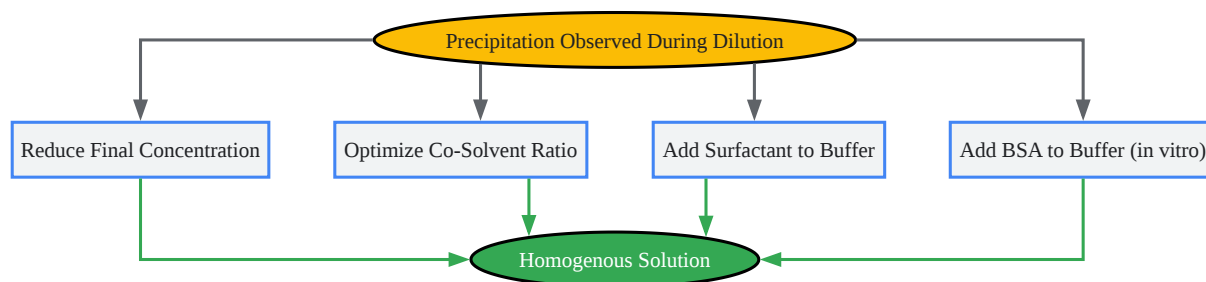 Precipitation Observed During Dilution
Reduce Final Concentration
Optimize Co-Solvent Ratio
Add Surfactant to Buffer
Add BSA to Buffer (in vitro)
Homogenous Solution